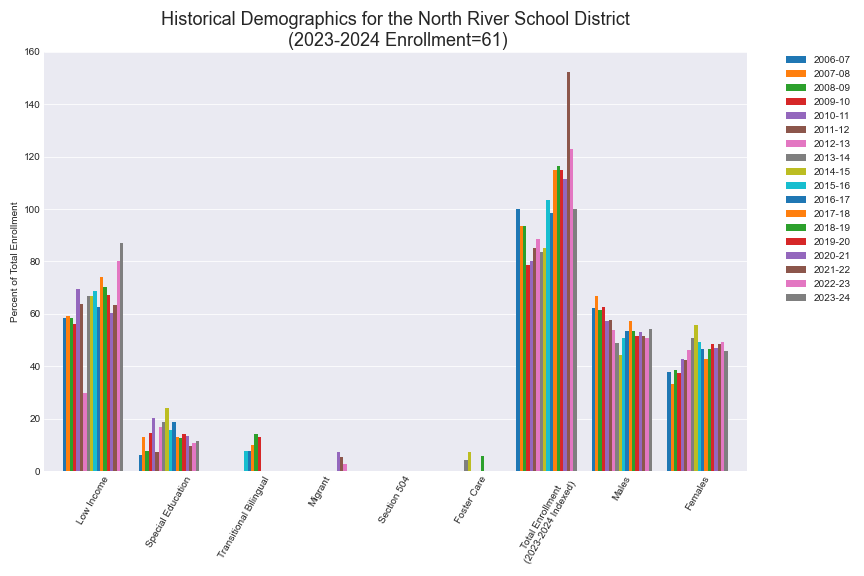 Historical Demographics for the North River School District
(2023-2024 Enrollment=61)
Percent of Total Enrollment
160
140
120
100
80
60
40
20
0
Low Income
Special Education
Transitional Bilingual
Migrant
Section 504
Foster Care
Total Enrollment
(2023-2024 Indexed)
Males
Females
2006-07
2007-08
2008-09
2009-10
2010-11
2011-12
2012-13
2013-14
2014-15
2015-16
2016-17
2017-18
2018-19
2019-20
2020-21
2021-22
2022-23
2023-24